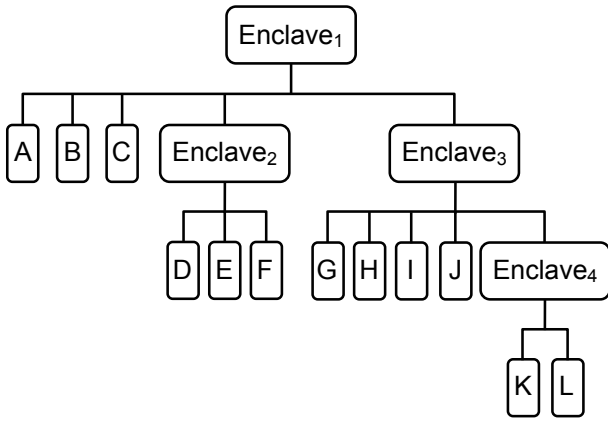 Enclave₁
A B C Enclave₂ Enclave₃
D E F G H I J Enclave₄
K L